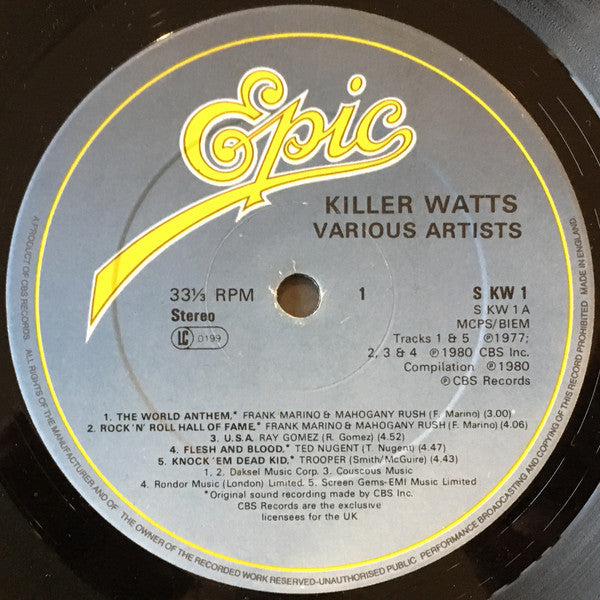 Epic
KILLER WATTS
VARIOUS ARTISTS
33⅓ RPM
1
S KW 1
Stereo
S KW 1 A
LC 0199
MCPS/BIEM
Tracks 1 & 5 ℗1977;
2, 3 & 4 ℗1980 CBS Inc.
Compilation ℗1980
℗CBS Records
1. THE WORLD ANTHEM,* FRANK MARINO & MAHOGANY RUSH (F. Marino) (3.00)
2. ROCK 'N' ROLL HALL OF FAME,* FRANK MARINO & MAHOGANY RUSH (F. Marino) (4.06)
3. U.S.A. RAY GOMEZ (R. Gomez) (4.52)
4. FLESH AND BLOOD,* TED NUGENT (T. Nugent) (4.47)
5. KNOCK 'EM DEAD KID,* TROOPER (Smith/McGuire) (4.43)
1. 2. Daksel Music Corp. 3. Couscous Music
4. Rondor Music (London) Limited. 5. Screen Gems-EMI Music Limited
*Original sound recording made by CBS Inc.
CBS Records are the exclusive
licensees for the UK
A PRODUCT OF CBS RECORDS. ALL RIGHTS OF THE MANUFACTURER AND OF THE OWNER OF THE RECORDED WORK RESERVED-UNAUTHORISED PUBLIC PERFORMANCE BROADCASTING AND COPYING OF THIS RECORD PROHIBITED MADE IN ENGLAND.